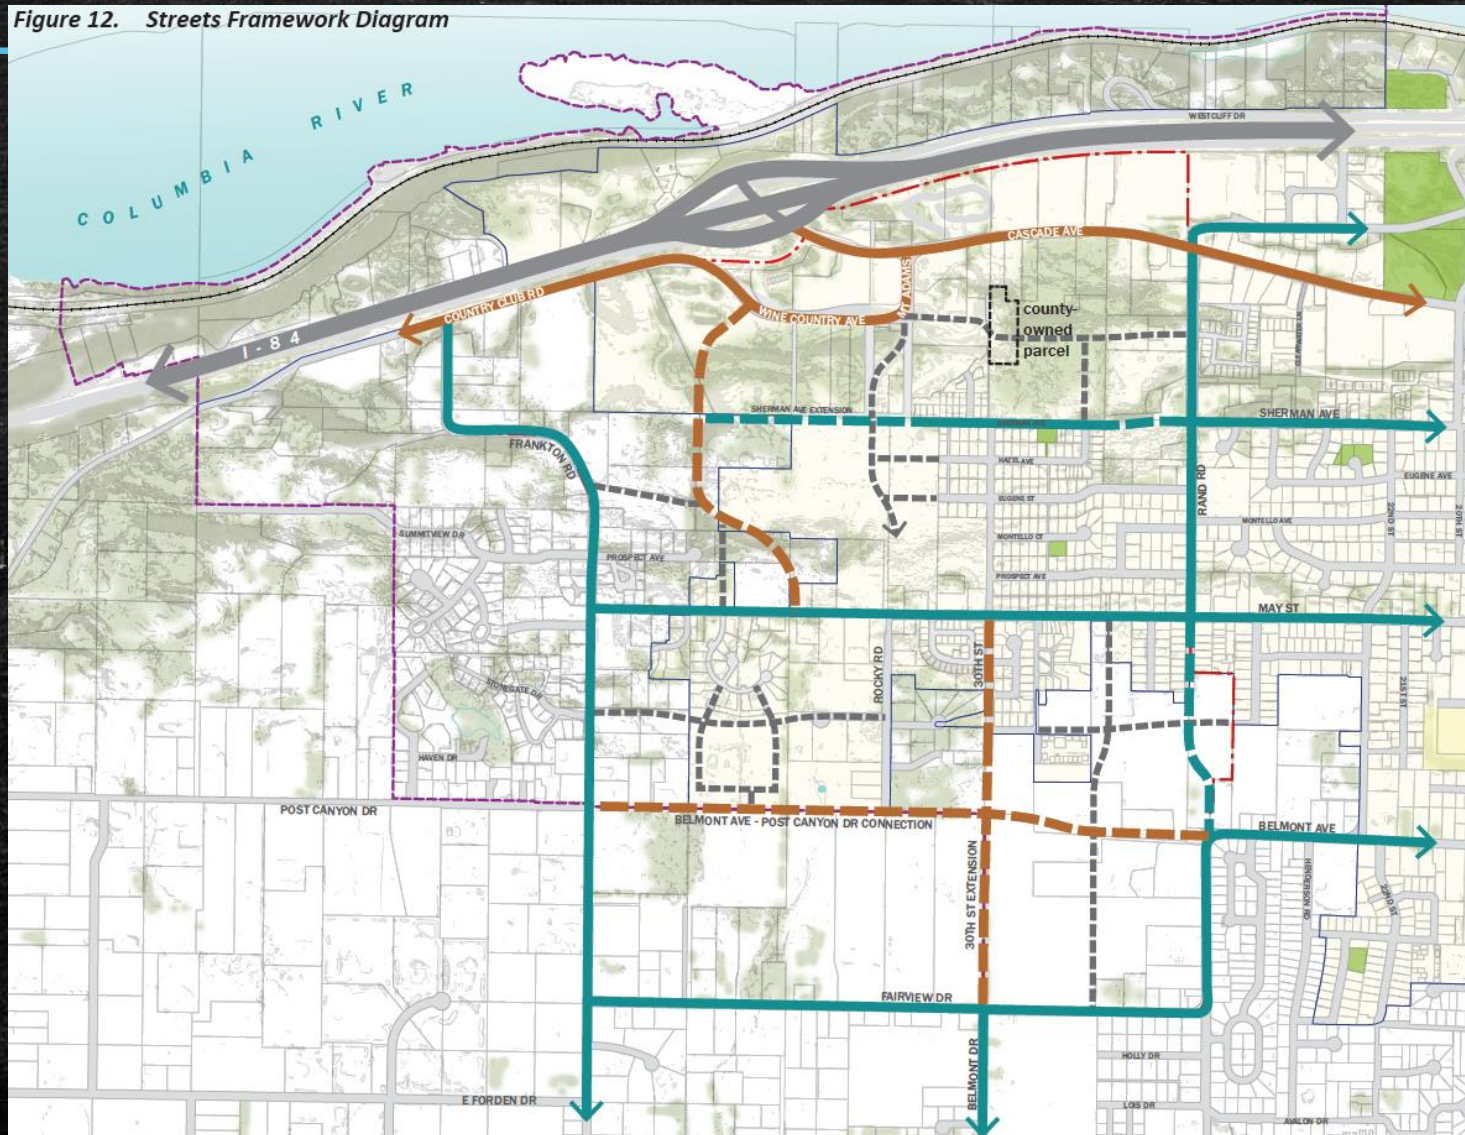 Figure 12. Streets Framework Diagram
COLUMBIA RIVER
WESTCLIFF DR
CASCADE AVE
COUNTRY CLUB RD
WINE COUNTRY AVE
MT ADAMS
county-
owned
parcel
I-84
SHERMAN AVE EXTENSION
SHERMAN AVE
FRANKTON RD
HAZEL AVE
EUGENE ST
EUGENE AVE
RAND RD
22ND ST
20TH ST
MONTELLO AVE
SUMMITVIEW DR
MONTELLO CT
PROSPECT AVE
PROSPECT AVE
MAY ST
ROCKY RD
30TH ST
STONEGATE DR
21ST ST
HAVEN DR
POST CANYON DR
BELMONT AVE - POST CANYON DR CONNECTION
BELMONT AVE
30TH ST EXTENSION
HENDERSON RD
22ND ST
FAIRVIEW DR
BELMONT DR
HOLLY DR
E FORDEN DR
LOIS DR
AVALON DR